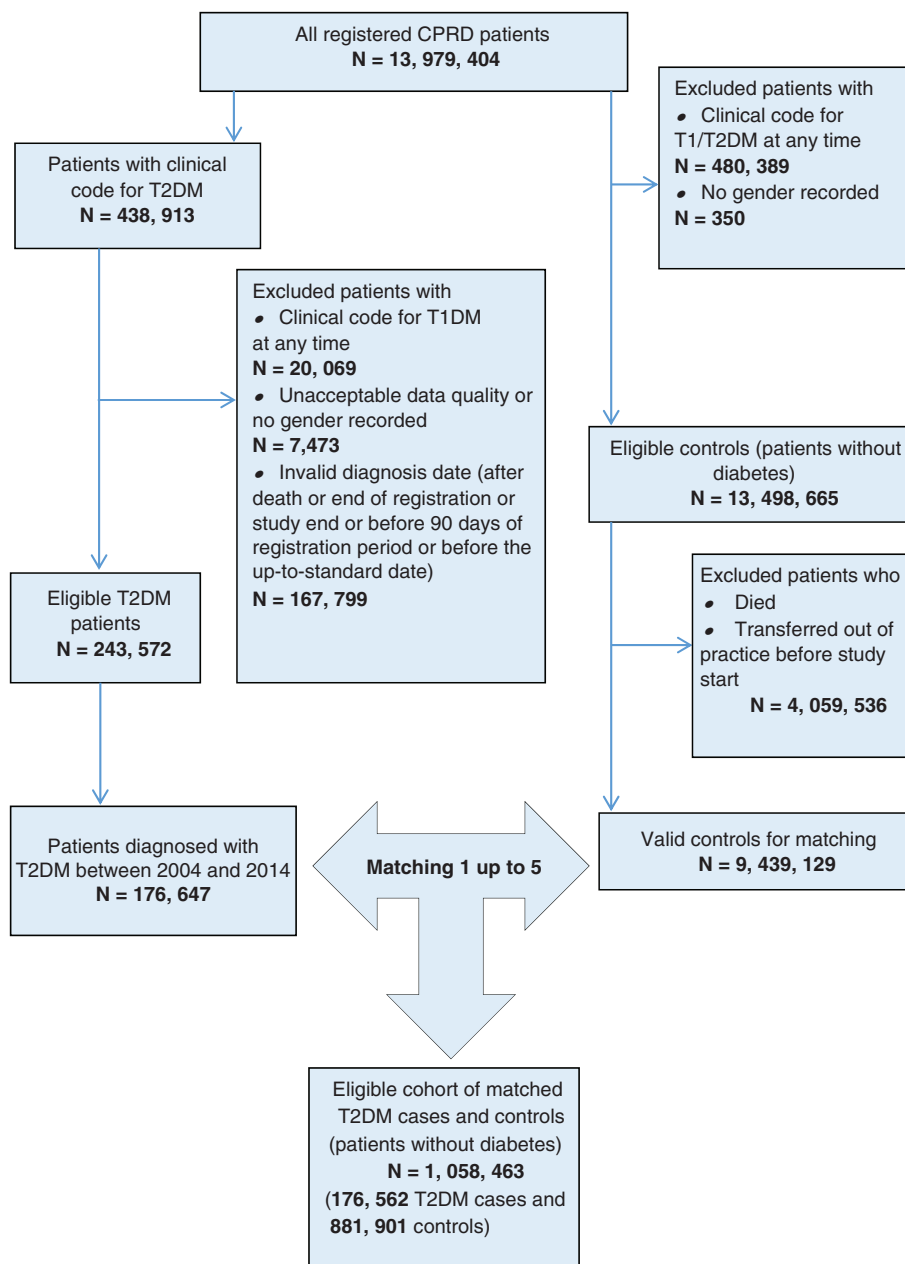 All registered CPRD patients
N = 13, 979, 404
Excluded patients with
• Clinical code for
T1/T2DM at any time
N = 480, 389
• No gender recorded
N = 350
Patients with clinical
code for T2DM
N = 438, 913
Excluded patients with
• Clinical code for T1DM
at any time
N = 20, 069
• Unacceptable data quality or
no gender recorded
N = 7,473
• Invalid diagnosis date (after
death or end of registration or
study end or before 90 days of
registration period or before the
up-to-standard date)
N = 167, 799
Eligible controls (patients without
diabetes)
N = 13, 498, 665
Excluded patients who
• Died
• Transferred out of
practice before study
start
N = 4, 059, 536
Eligible T2DM
patients
N = 243, 572
Patients diagnosed with
T2DM between 2004 and 2014
N = 176, 647
Matching 1 up to 5
Valid controls for matching
N = 9, 439, 129
Eligible cohort of matched
T2DM cases and controls
(patients without diabetes)
N = 1, 058, 463
(176, 562 T2DM cases and
881, 901 controls)